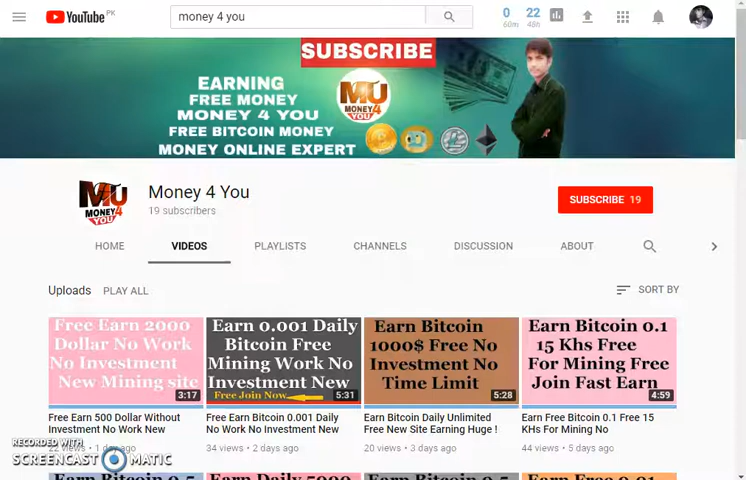 YouTube PK
money 4 you
0
60m
22
48h
SUBSCRIBE
EARNING
FREE MONEY
MONEY 4 YOU
FREE BITCOIN MONEY
MONEY ONLINE EXPERT
MU
MONEY4
YOU
MU
MONEY4
YOU
Money 4 You
19 subscribers
SUBSCRIBE 19
HOME
VIDEOS
PLAYLISTS
CHANNELS
DISCUSSION
ABOUT
Uploads
PLAY ALL
SORT BY
Free Earn 2000
Dollar No Work
No Investment
New Mining site
3:17
Earn 0.001 Daily
Bitcoin Free
Mining Work No
Investment New
Free Join Now
5:31
Earn Bitcoin
1000$ Free No
Investment No
Time Limit
5:28
Earn Bitcoin 0.1
15 Khs Free
For Mining Free
Join Fast Earn
4:59
Free Earn 500 Dollar Without
Investment No Work New
22 views • 1 day ago
Free Earn Bitcoin 0.001 Daily
No Work No Investment New
34 views • 2 days ago
Earn Bitcoin Daily Unlimited
Free New Site Earning Huge !
20 views • 3 days ago
Earn Free Bitcoin 0.1 Free 15
KHs For Mining No
44 views • 5 days ago
RECORDED WITH
SCREENCAST MATIC